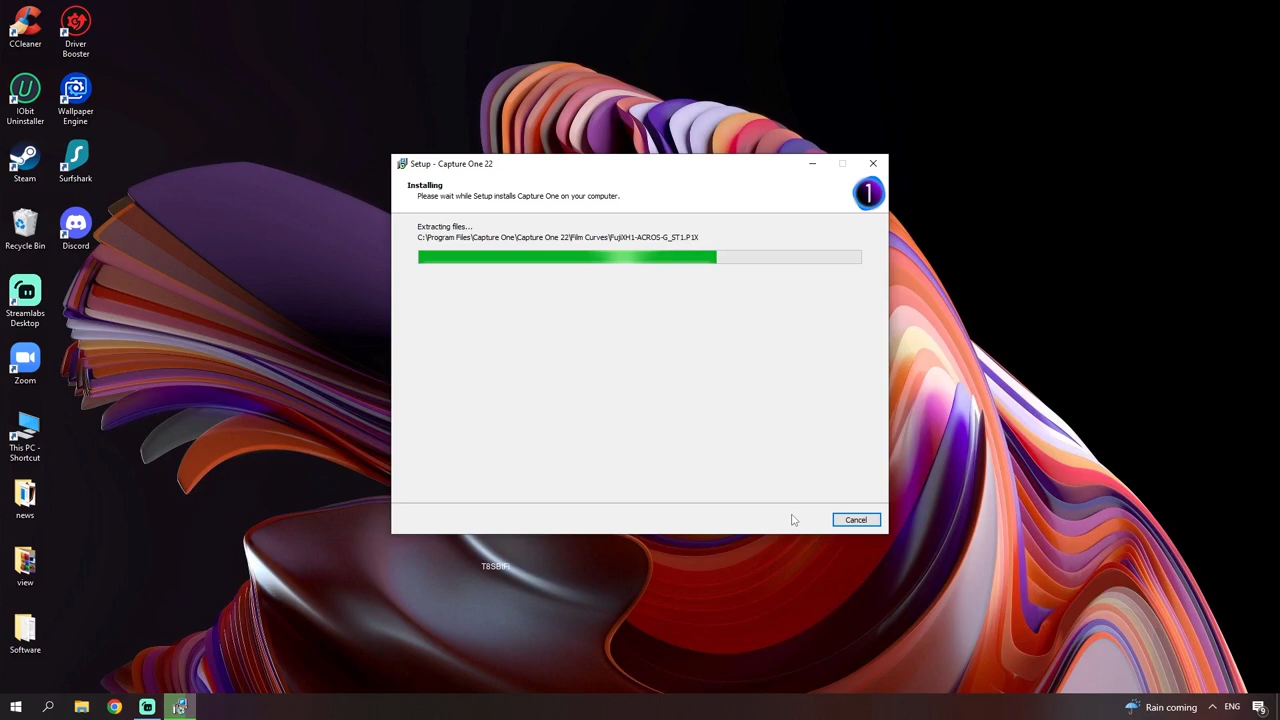 CCleaner
Driver
Booster
IObit
Uninstaller
Wallpaper
Engine
Steam
Surfshark
Recycle Bin
Discord
Streamlabs
Desktop
Zoom
This PC -
Shortcut
news
view
Software
Setup - Capture One 22
Installing
Please wait while Setup installs Capture One on your computer.
1
Extracting files...
C:\Program Files\Capture One\Capture One 22\Film Curves\FujiXH1-ACROS-G_ST1.P1X
Cancel
Rain coming
ENG
9